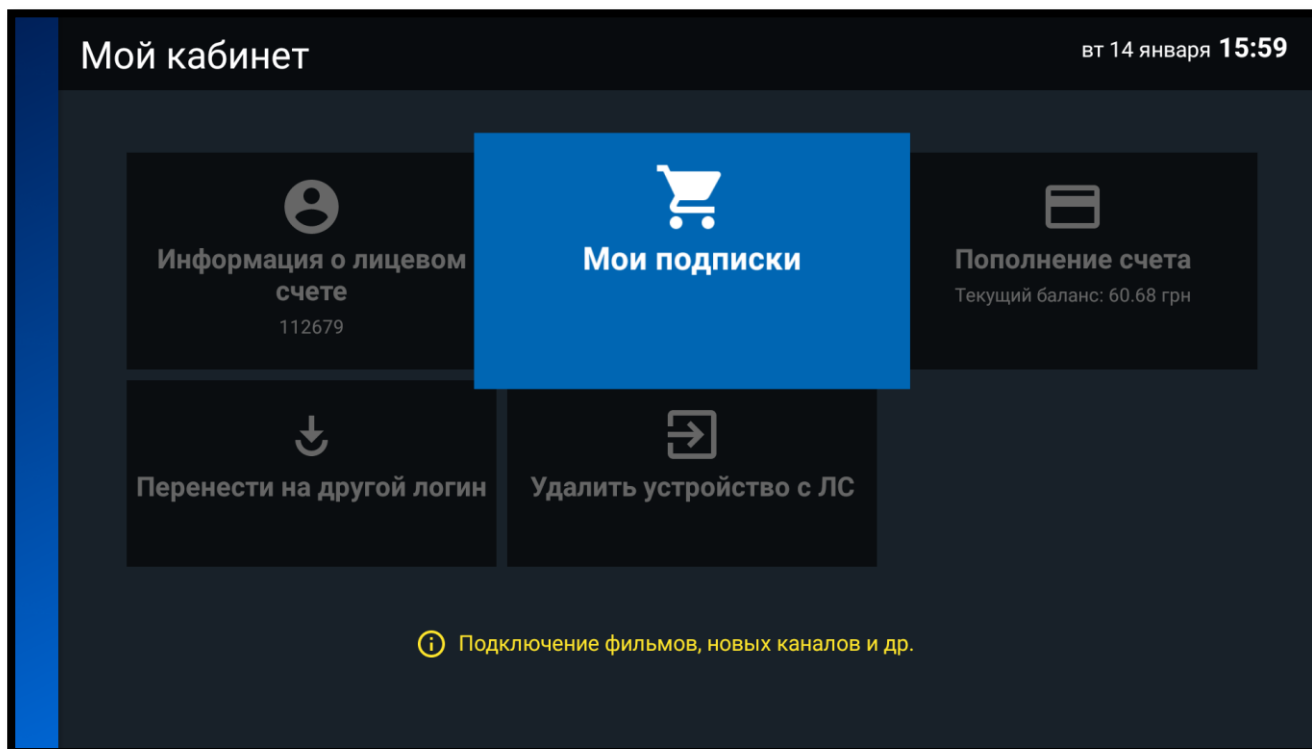 Мой кабинет
вт 14 января 15:59
Информация о лицевом
счете
112679
Мои подписки
Пополнение счета
Текущий баланс: 60.68 грн
Перенести на другой логин
Удалить устройство с ЛС
Подключение фильмов, новых каналов и др.